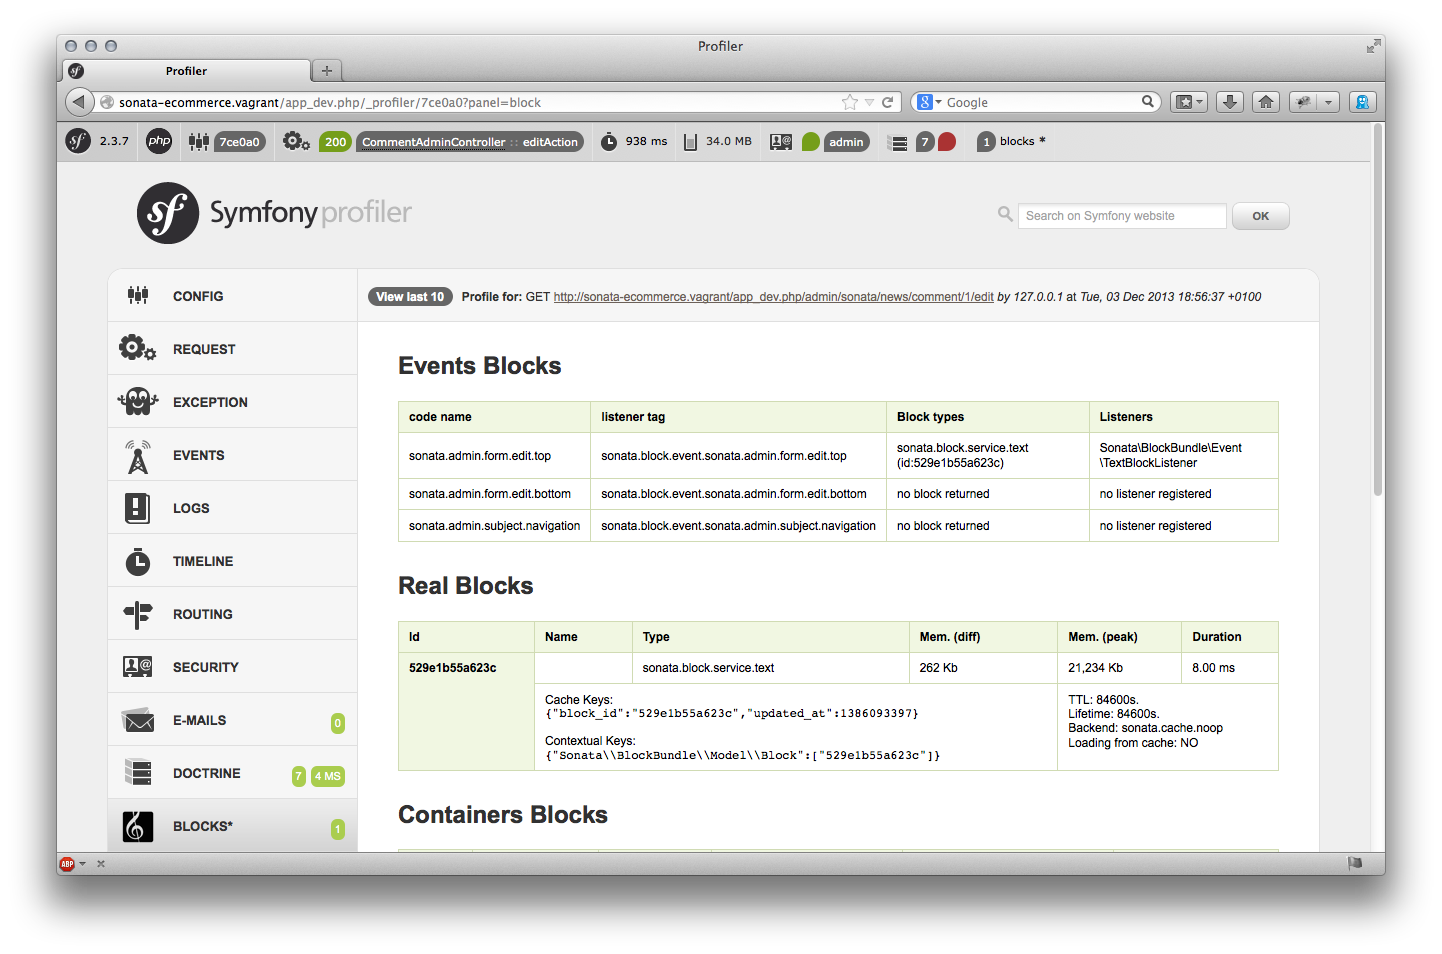 Profiler
sf Profiler +
sonata-ecommerce.vagrant/app_dev.php/_profiler/7ce0a0?panel=block
g Google
sf 2.3.7 php 7ce0a0 200 CommentAdminController :: editAction 938 ms 34.0 MB admin 7 1 blocks *
sf Symfony profiler
Search on Symfony website OK
CONFIG
REQUEST
EXCEPTION
EVENTS
LOGS
TIMELINE
ROUTING
SECURITY
E-MAILS 0
DOCTRINE 7 4 MS
BLOCKS* 1
View last 10 Profile for: GET http://sonata-ecommerce.vagrant/app_dev.php/admin/sonata/news/comment/1/edit by 127.0.0.1 at Tue, 03 Dec 2013 18:56:37 +0100
Events Blocks
code name listener tag Block types Listeners
sonata.admin.form.edit.top sonata.block.event.sonata.admin.form.edit.top sonata.block.service.text
(id:529e1b55a623c) Sonata\BlockBundle\Event
\TextBlockListener
sonata.admin.form.edit.bottom sonata.block.event.sonata.admin.form.edit.bottom no block returned no listener registered
sonata.admin.subject.navigation sonata.block.event.sonata.admin.subject.navigation no block returned no listener registered
Real Blocks
Id Name Type Mem. (diff) Mem. (peak) Duration
529e1b55a623c sonata.block.service.text 262 Kb 21,234 Kb 8.00 ms
Cache Keys:
{"block_id":"529e1b55a623c","updated_at":1386093397}
Contextual Keys:
{"Sonata\\BlockBundle\\Model\\Block":["529e1b55a623c"]}
TTL: 84600s.
Lifetime: 84600s.
Backend: sonata.cache.noop
Loading from cache: NO
Containers Blocks
ABP